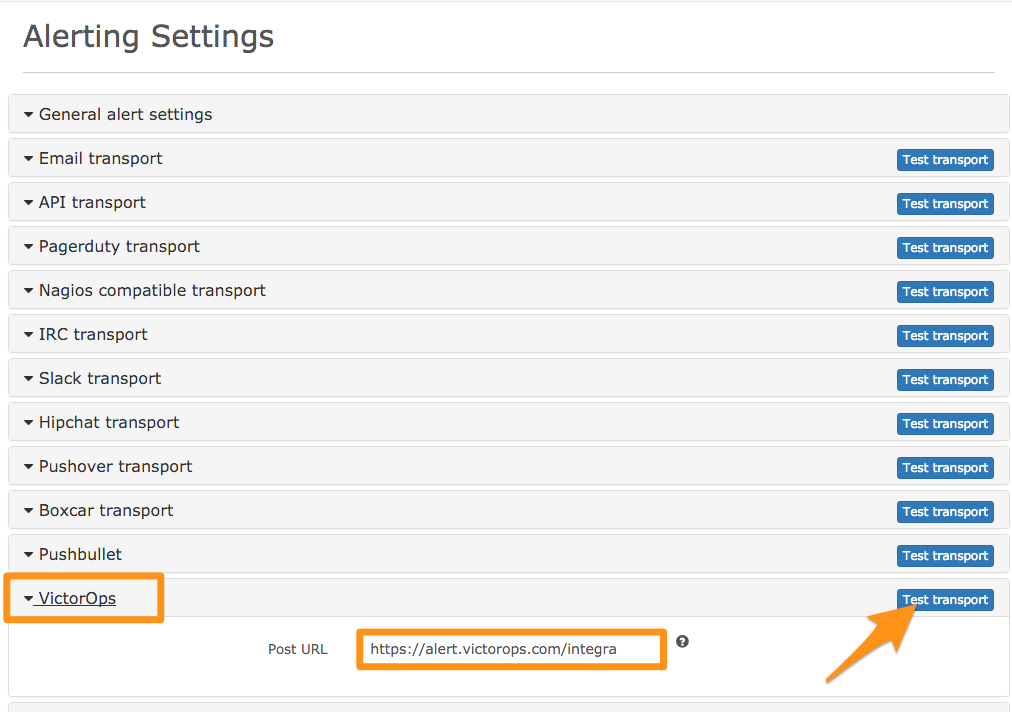 Alerting Settings
General alert settings
Email transport Test transport
API transport Test transport
Pagerduty transport Test transport
Nagios compatible transport Test transport
IRC transport Test transport
Slack transport Test transport
Hipchat transport Test transport
Pushover transport Test transport
Boxcar transport Test transport
Pushbullet Test transport
VictorOps Test transport
Post URL https://alert.victorops.com/integra ?